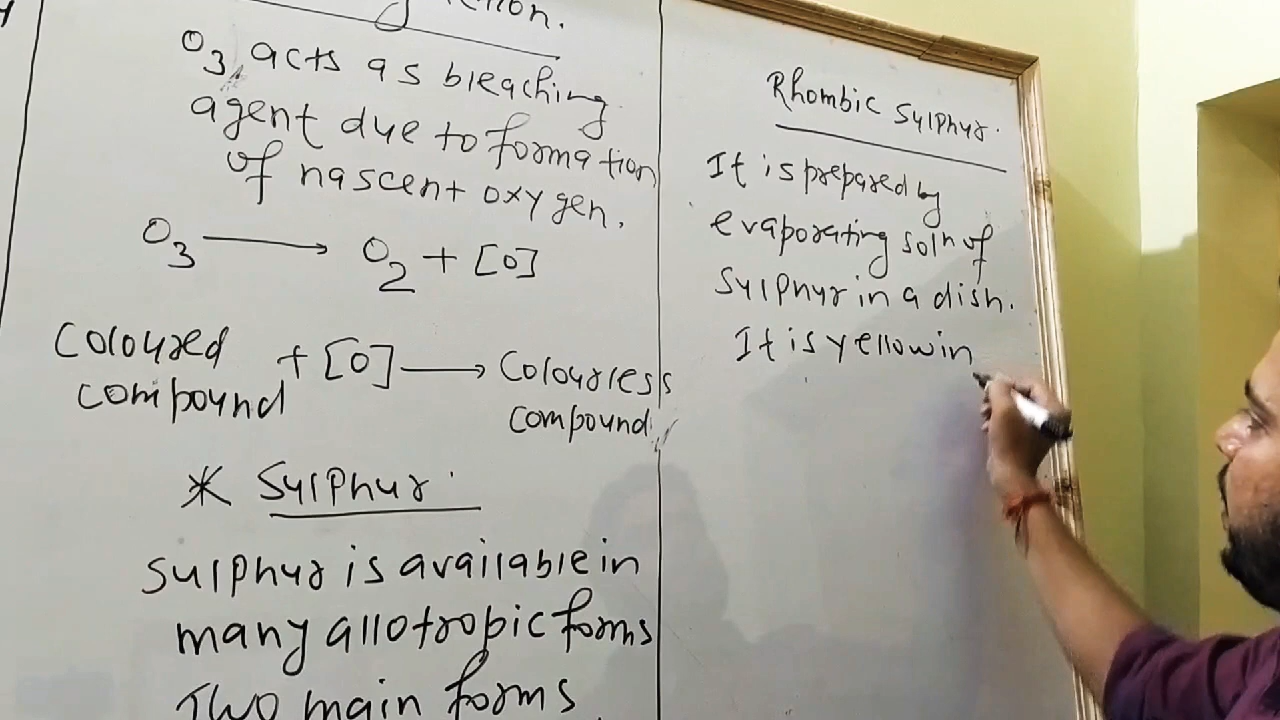 O3 acts as bleaching
agent due to formation
of nascent oxygen.
O3 ⟶ O2 + [O]
Coloured compound + [O] ⟶ Colourless compound
* Sulphur
Sulphur is available in
many allotropic forms
Two main forms
Rhombic Sulphur.
It is prepared by
evaporating soln of
Sulphur in a dish.
It is yellow in